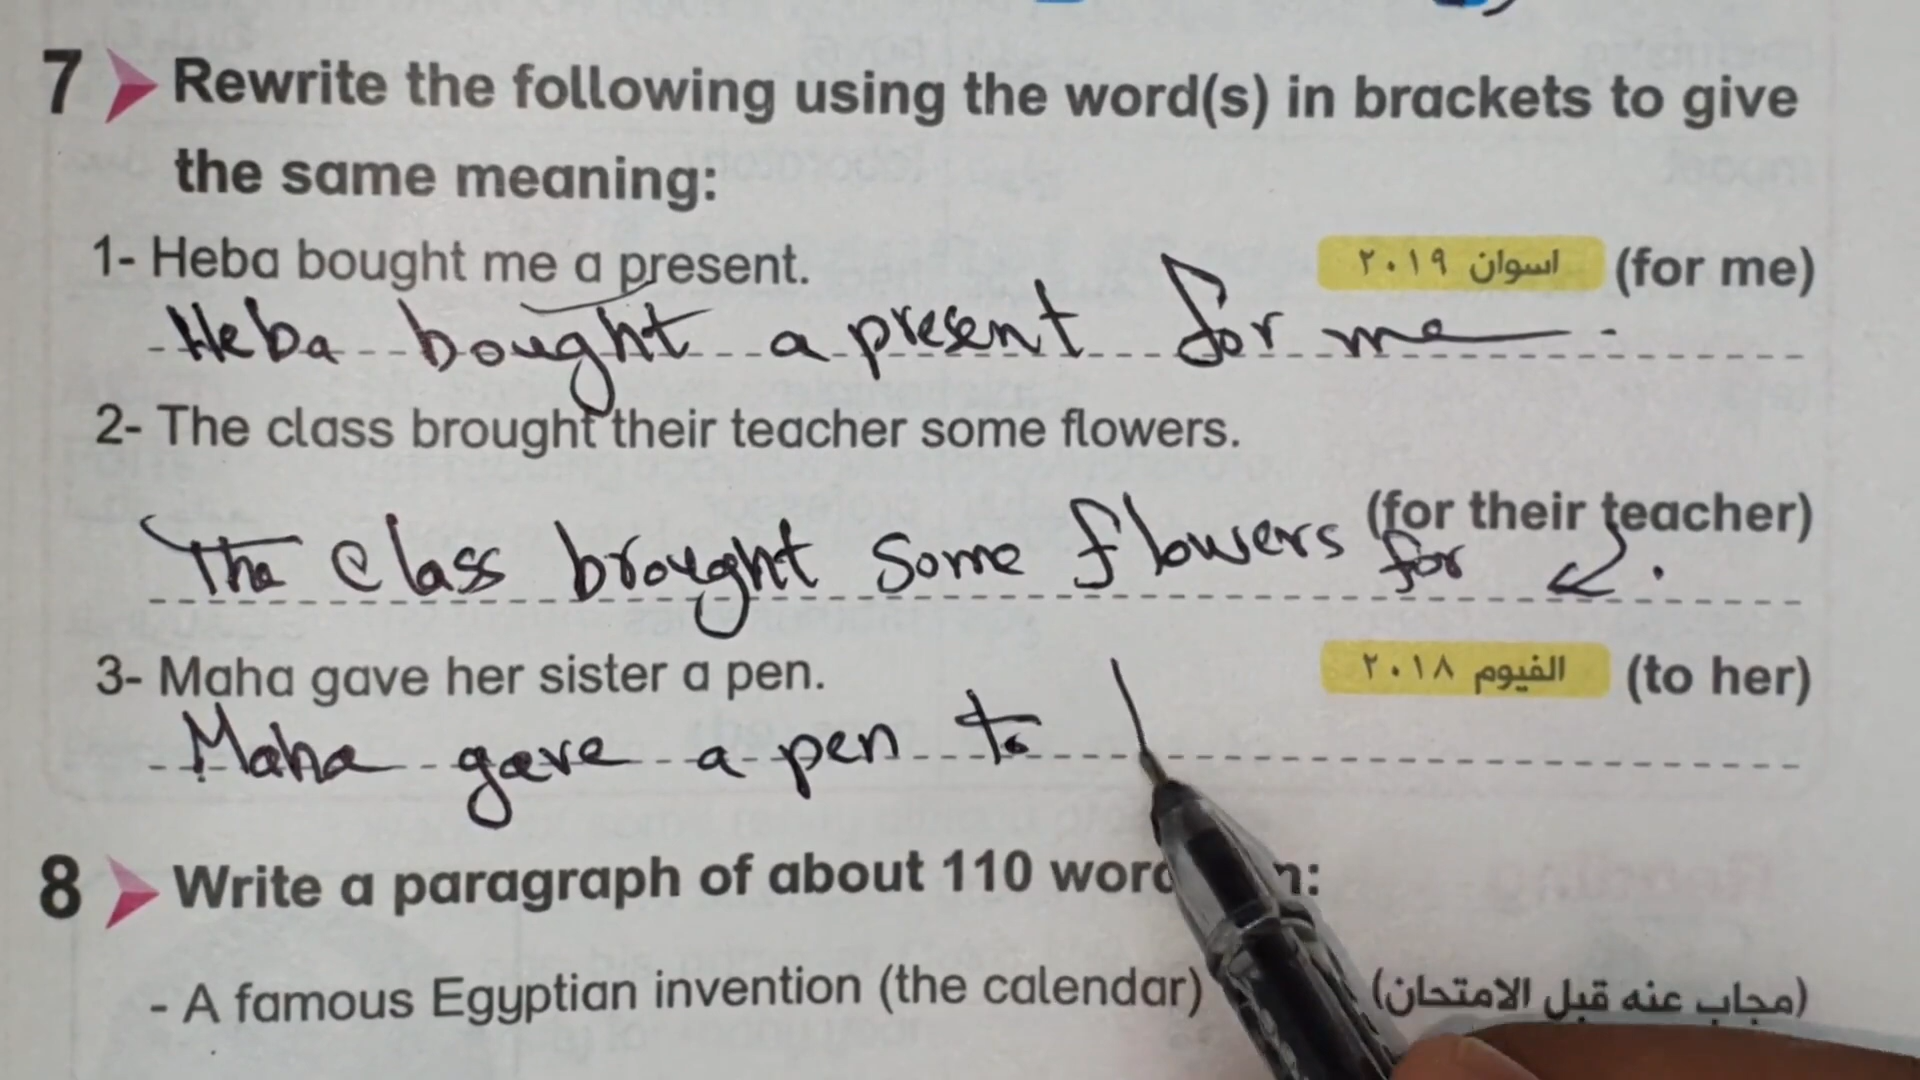 7 Rewrite the following using the word(s) in brackets to give
the same meaning:
1- Heba bought me a present. اسوان ٢٠١٩ (for me)
Heba bought a present for me.
2- The class brought their teacher some flowers.
(for their teacher)
The class brought some flowers for .
3- Maha gave her sister a pen. الفيوم ٢٠١٨ (to her)
Maha gave a pen to
8 Write a paragraph of about 110
- A famous Egyptian invention (the calendar) (مجاب عنه قبل الامتحان)